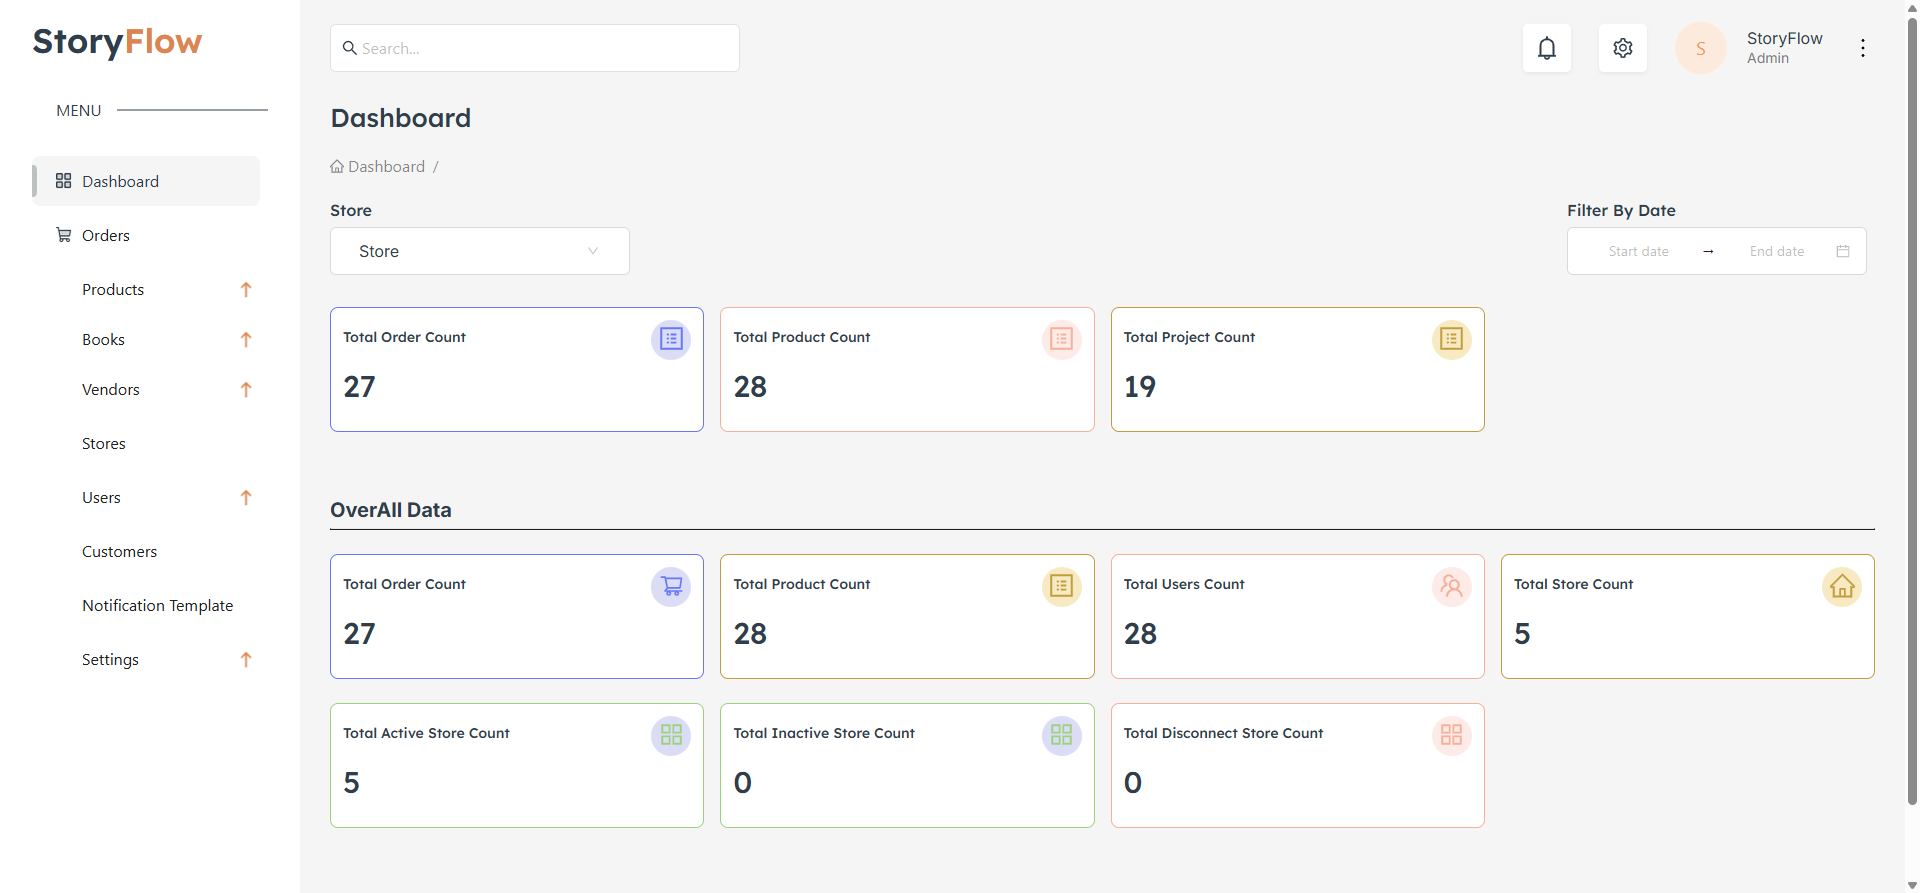 StoryFlow
MENU
Dashboard
Orders
Products
Books
Vendors
Stores
Users
Customers
Notification Template
Settings
Search...
S
StoryFlow
Admin
Dashboard
Dashboard /
Store
Filter By Date
Store
Start date → End date
Total Order Count
27
Total Product Count
28
Total Project Count
19
OverAll Data
Total Order Count
27
Total Product Count
28
Total Users Count
28
Total Store Count
5
Total Active Store Count
5
Total Inactive Store Count
0
Total Disconnect Store Count
0